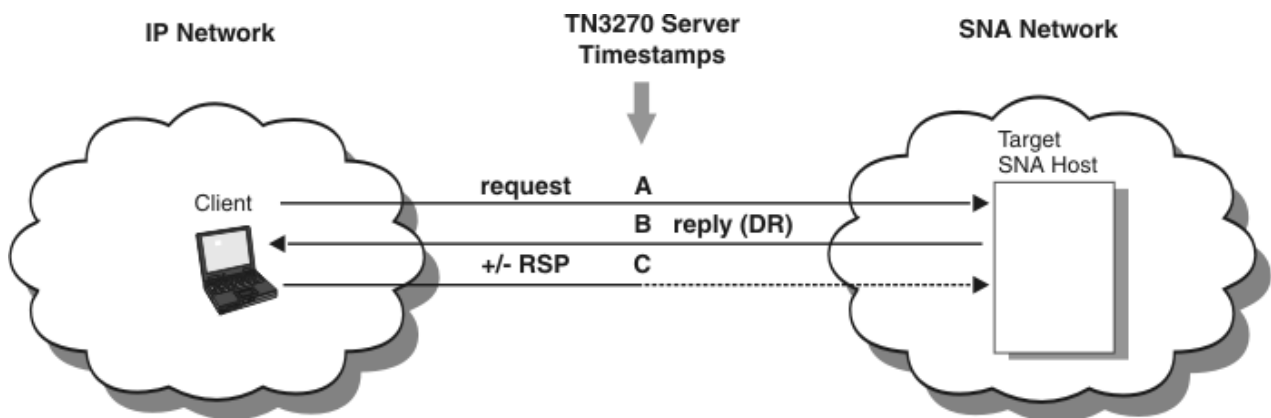 IP Network
TN3270 Server
Timestamps
SNA Network
Target
SNA Host
Client
request A
B reply (DR)
+/- RSP C